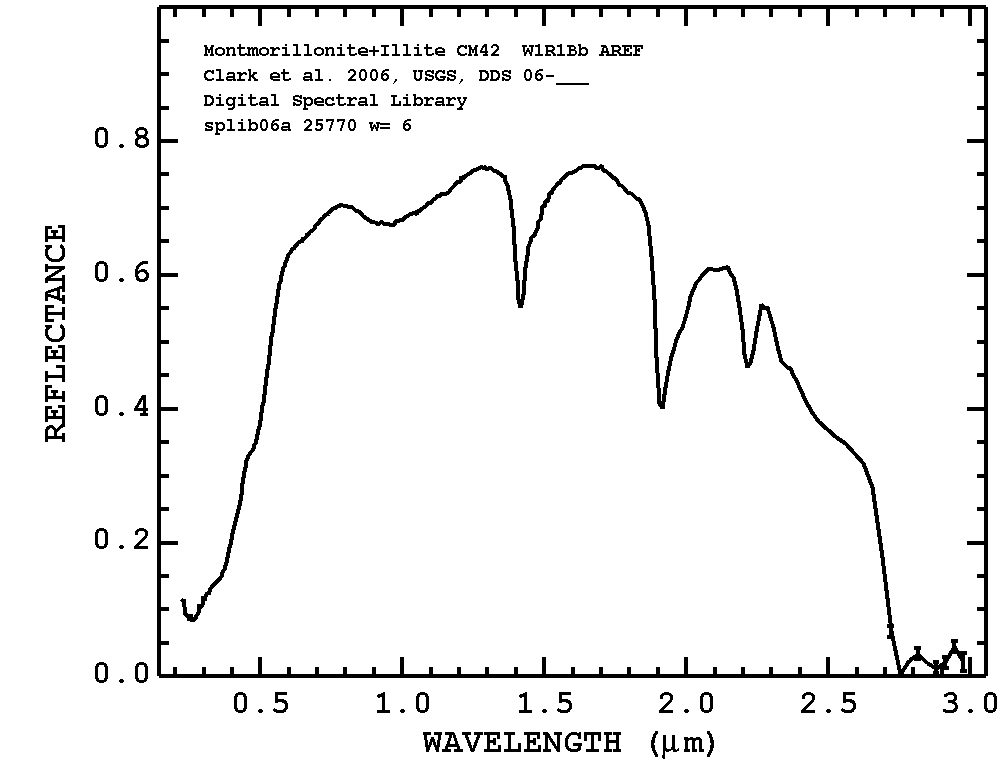 Montmorillonite+Illite CM42 W1R1Bb AREF
Clark et al. 2006, USGS, DDS 06-___
Digital Spectral Library
splib06a 25770 w= 6
0.8
0.6
0.4
0.2
0.0
REFLECTANCE
0.5 1.0 1.5 2.0 2.5 3.0
WAVELENGTH (μm)